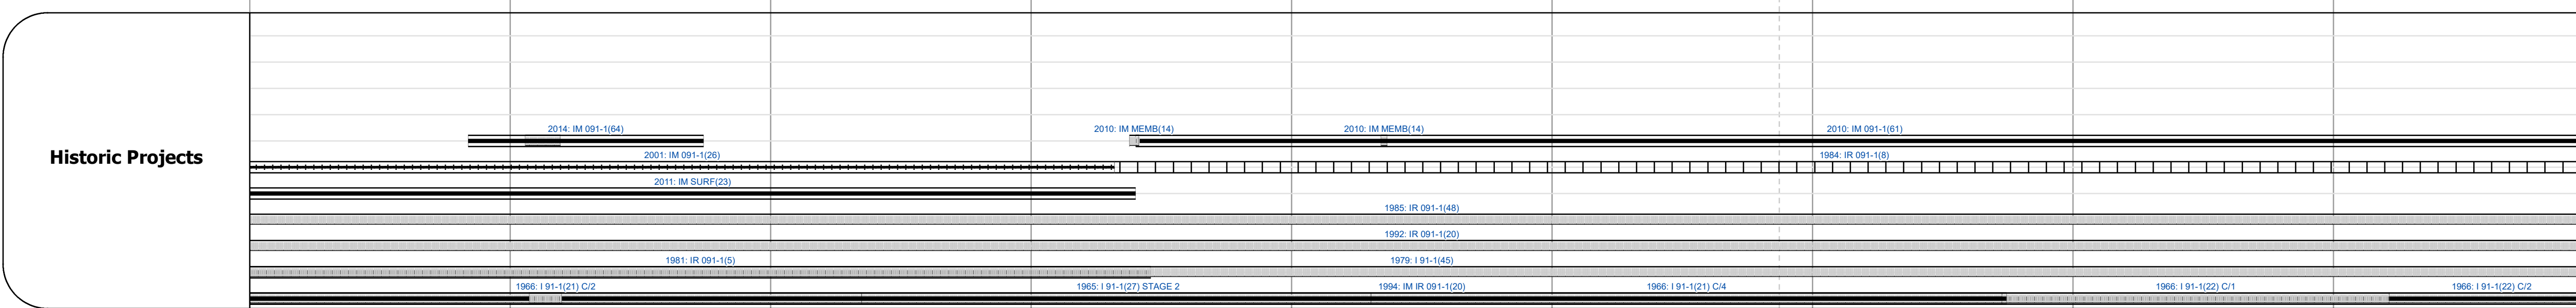 Historic Projects
2014: IM 091-1(64)
2010: IM MEMB(14)
2010: IM MEMB(14)
2010: IM 091-1(61)
2001: IM 091-1(26)
1984: IR 091-1(8)
2011: IM SURF(23)
1985: IR 091-1(48)
1992: IR 091-1(20)
1981: IR 091-1(5)
1979: I 91-1(45)
1966: I 91-1(21) C/2
1965: I 91-1(27) STAGE 2
1994: IM IR 091-1(20)
1966: I 91-1(21) C/4
1966: I 91-1(22) C/1
1966: I 91-1(22) C/2